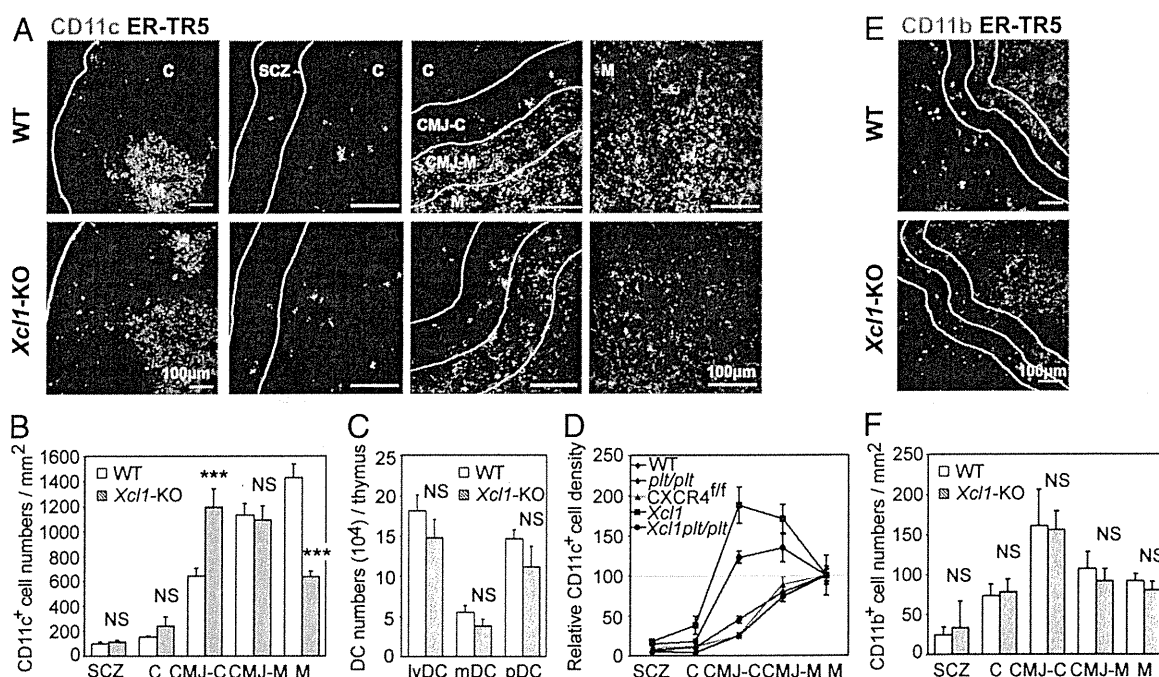 A
CD11c ER-TR5
WT
Xcl1-KO
C
M
SCZ
C
C
CMJ-C
CMJ-M
M
M
100μm
100μm
E
CD11b ER-TR5
WT
Xcl1-KO
100μm
B
CD11c+ cell numbers / mm2
1600
1400
1200
1000
800
600
400
200
WT
Xcl1-KO
NS
NS
***
NS
***
SCZ C CMJ-C CMJ-M M
C
DC numbers (10⁴) / thymus
25
20
15
10
5
0
WT
Xcl1-KO
NS
NS
NS
lvDC mDC pDC
D
Relative CD11c+ cell density
250
200
150
100
50
0
WT
plt/plt
CXCR4f/f
Xcl1
Xcl1plt/plt
SCZ C CMJ-C CMJ-M M
F
CD11b+ cell numbers / mm2
250
200
150
100
50
0
WT
Xcl1-KO
NS
NS
NS
NS
NS
SCZ C CMJ-C CMJ-M M